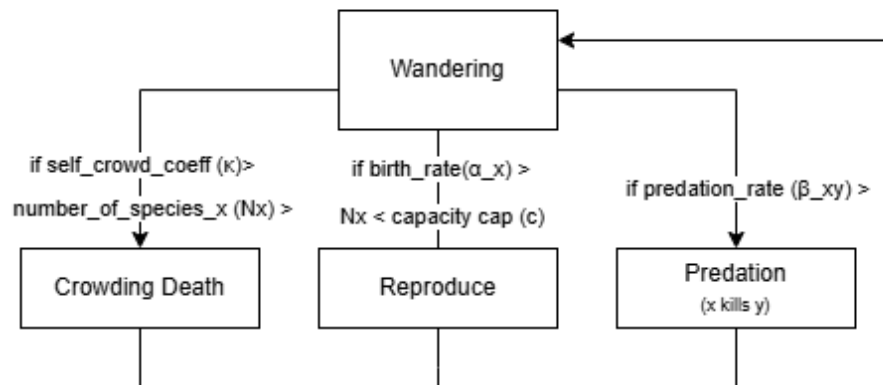 Wandering
if self_crowd_coeff (κ)>
number_of_species_x (Nx) >
if birth_rate(α_x) >
Nx < capacity cap (c)
if predation_rate (β_xy) >
Crowding Death
Reproduce
Predation
(x kills y)